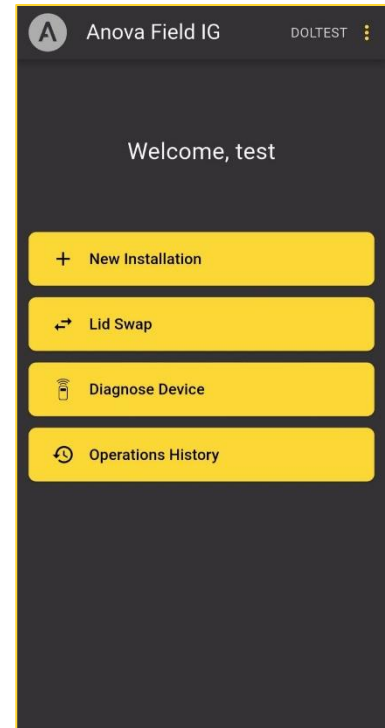 Anova Field IG DOLTEST
Welcome, test
New Installation
Lid Swap
Diagnose Device
Operations History